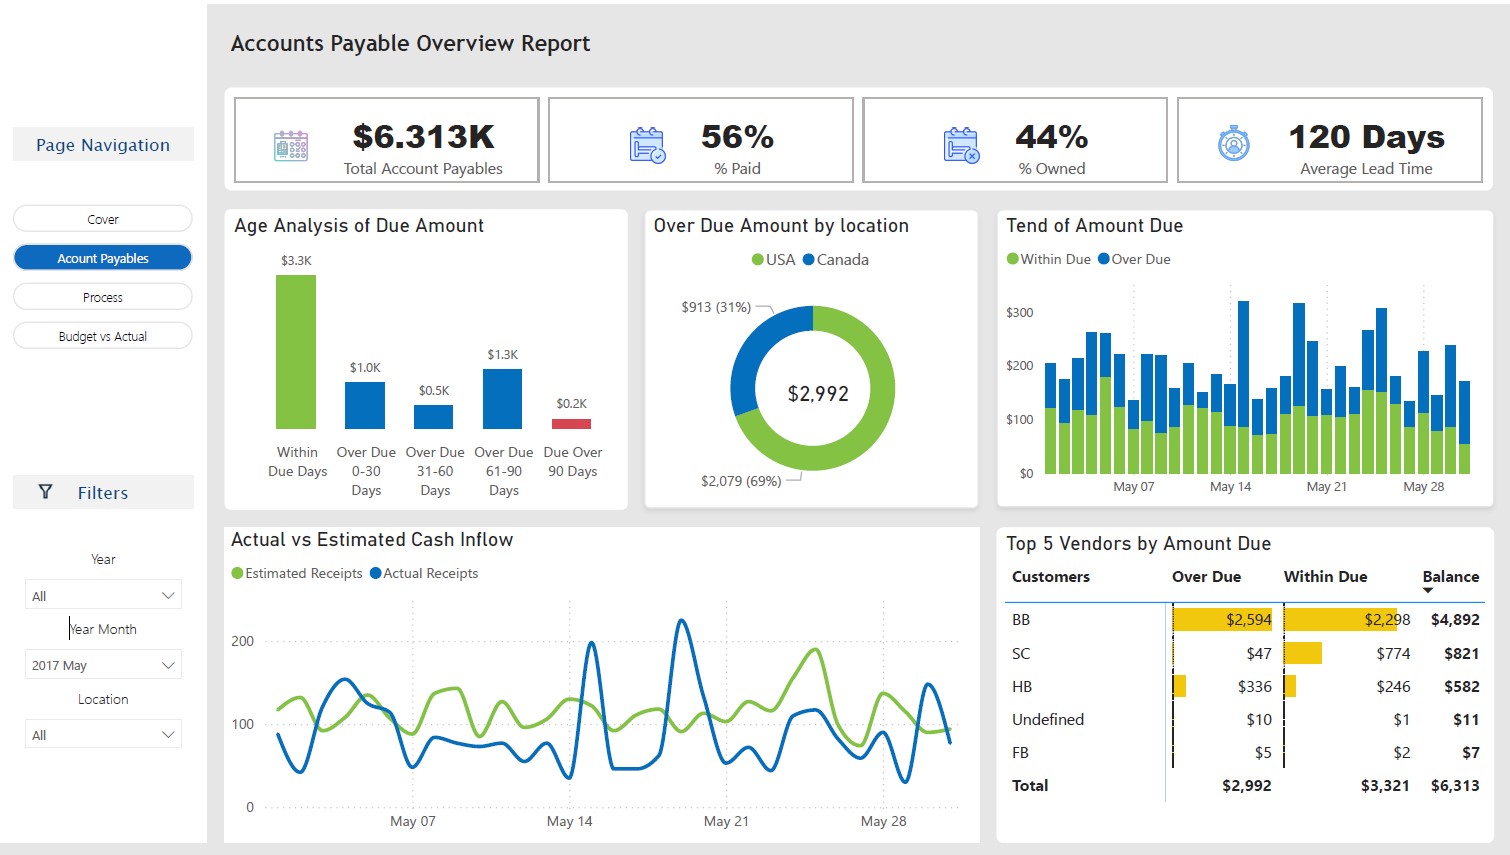 Accounts Payable Overview Report
Page Navigation
Cover
Acount Payables
Process
Budget vs Actual
Filters
Year
All
Year Month
2017 May
Location
All
$6.313K
Total Account Payables
56%
% Paid
44%
% Owned
120 Days
Average Lead Time
Age Analysis of Due Amount
$3.3K
$1.0K
$0.5K
$1.3K
$0.2K
Within Due Days
Over Due 0-30 Days
Over Due 31-60 Days
Over Due 61-90 Days
Due Over 90 Days
Over Due Amount by location
USA Canada
$913 (31%)
$2,992
$2,079 (69%)
Tend of Amount Due
Within Due Over Due
$300
$200
$100
$0
May 07 May 14 May 21 May 28
Actual vs Estimated Cash Inflow
Estimated Receipts Actual Receipts
200
100
0
May 07 May 14 May 21 May 28
Top 5 Vendors by Amount Due
Customers Over Due Within Due Balance
BB $2,594 $2,298 $4,892
SC $47 $774 $821
HB $336 $246 $582
Undefined $10 $1 $11
FB $5 $2 $7
Total $2,992 $3,321 $6,313